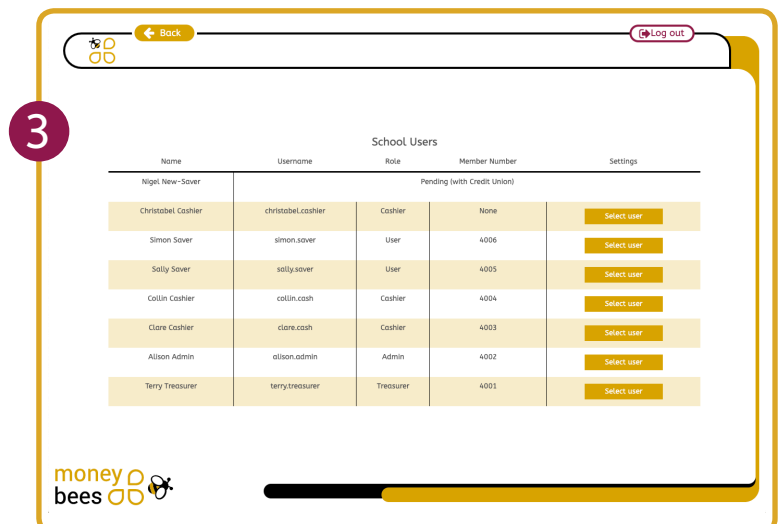 Back
Log out
3
School Users
Name Username Role Member Number Settings
Nigel New-Saver Pending (with Credit Union)
Christabel Cashier christabel.cashier Cashier None Select user
Simon Saver simon.saver User 4006 Select user
Sally Saver sally.saver User 4005 Select user
Collin Cashier collin.cash Cashier 4004 Select user
Clare Cashier clare.cash Cashier 4003 Select user
Alison Admin alison.admin Admin 4002 Select user
Terry Treasurer terry.treasurer Treasurer 4001 Select user
money
bees